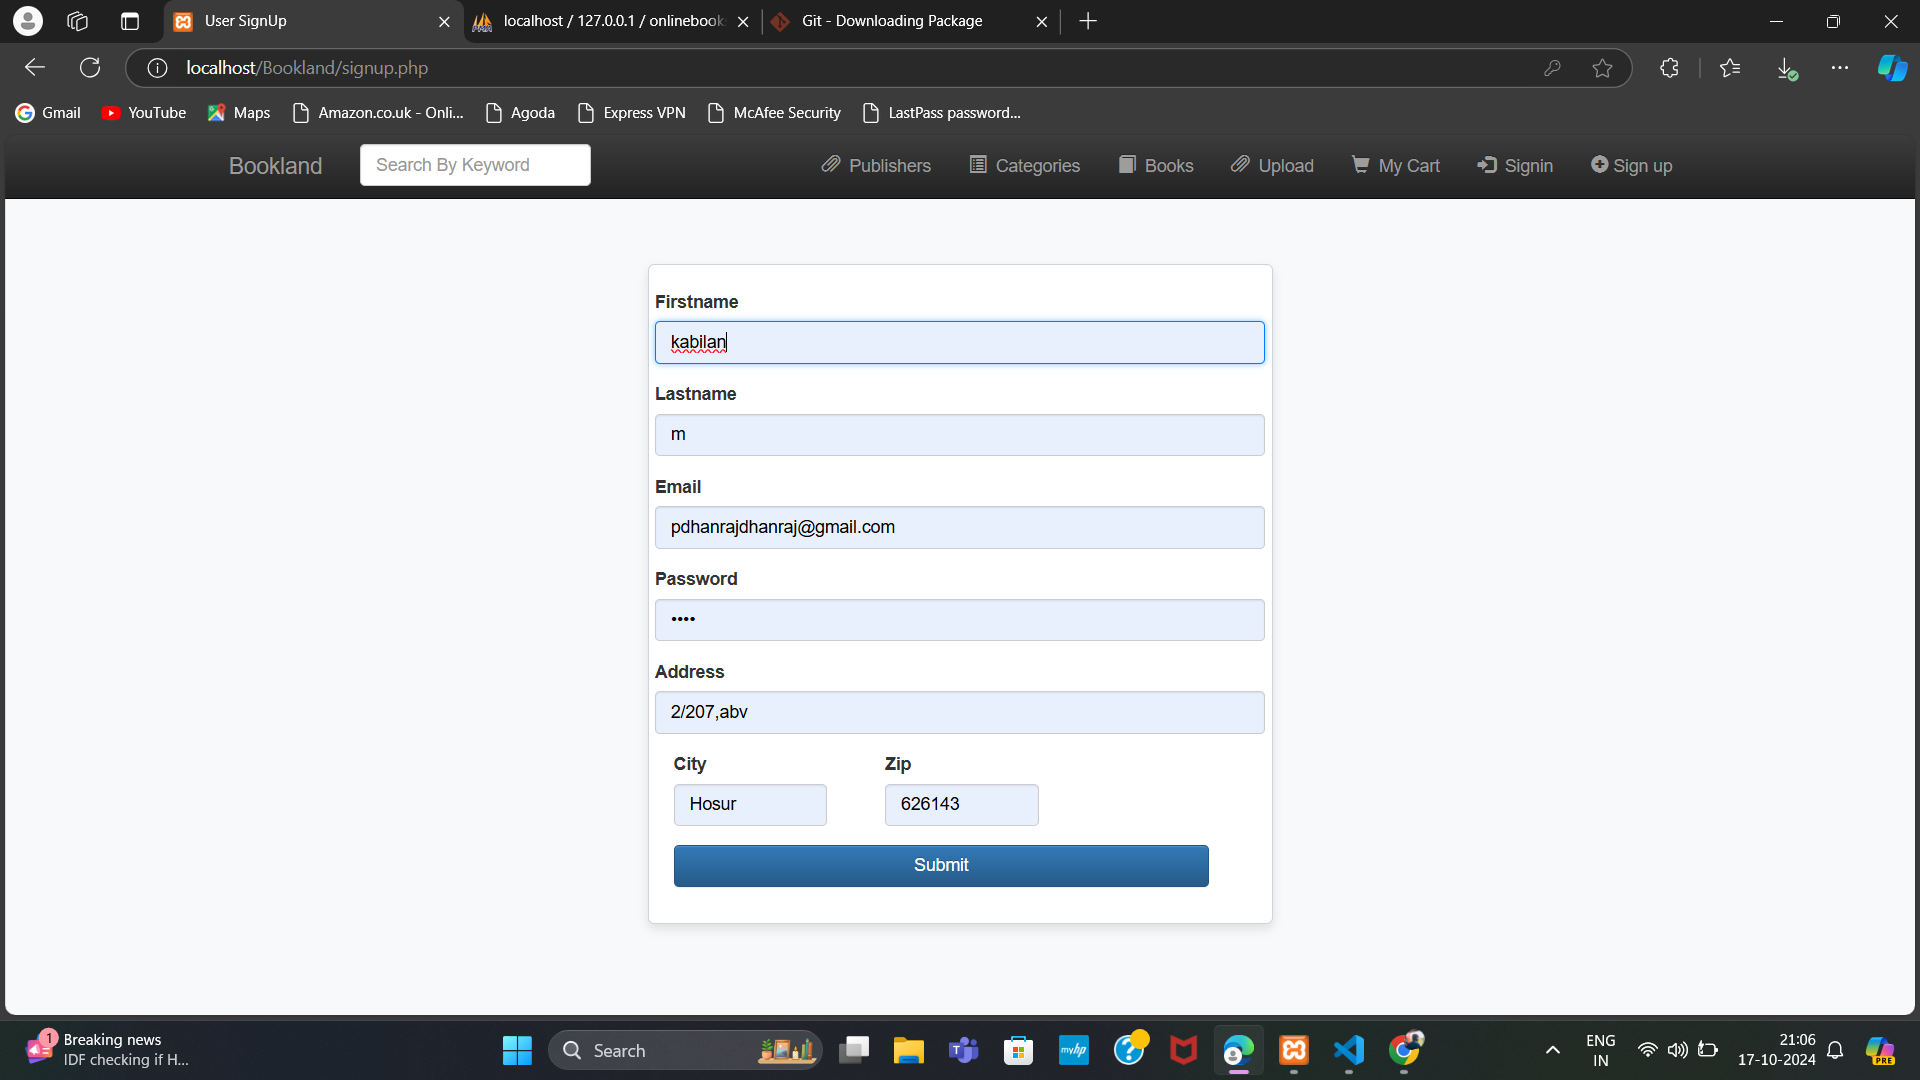 User SignUp
localhost / 127.0.0.1 / onlinebook
Git - Downloading Package
localhost/Bookland/signup.php
Gmail
YouTube
Maps
Amazon.co.uk - Onli...
Agoda
Express VPN
McAfee Security
LastPass password...
Bookland
Search By Keyword
Publishers
Categories
Books
Upload
My Cart
Signin
Sign up
Firstname
kabilan
Lastname
m
Email
pdhanrajdhanraj@gmail.com
Password
••••
Address
2/207,abv
City
Zip
Hosur
626143
Submit
1
Breaking news
IDF checking if H...
Search
myhp
ENG
IN
21:06
17-10-2024
PRE